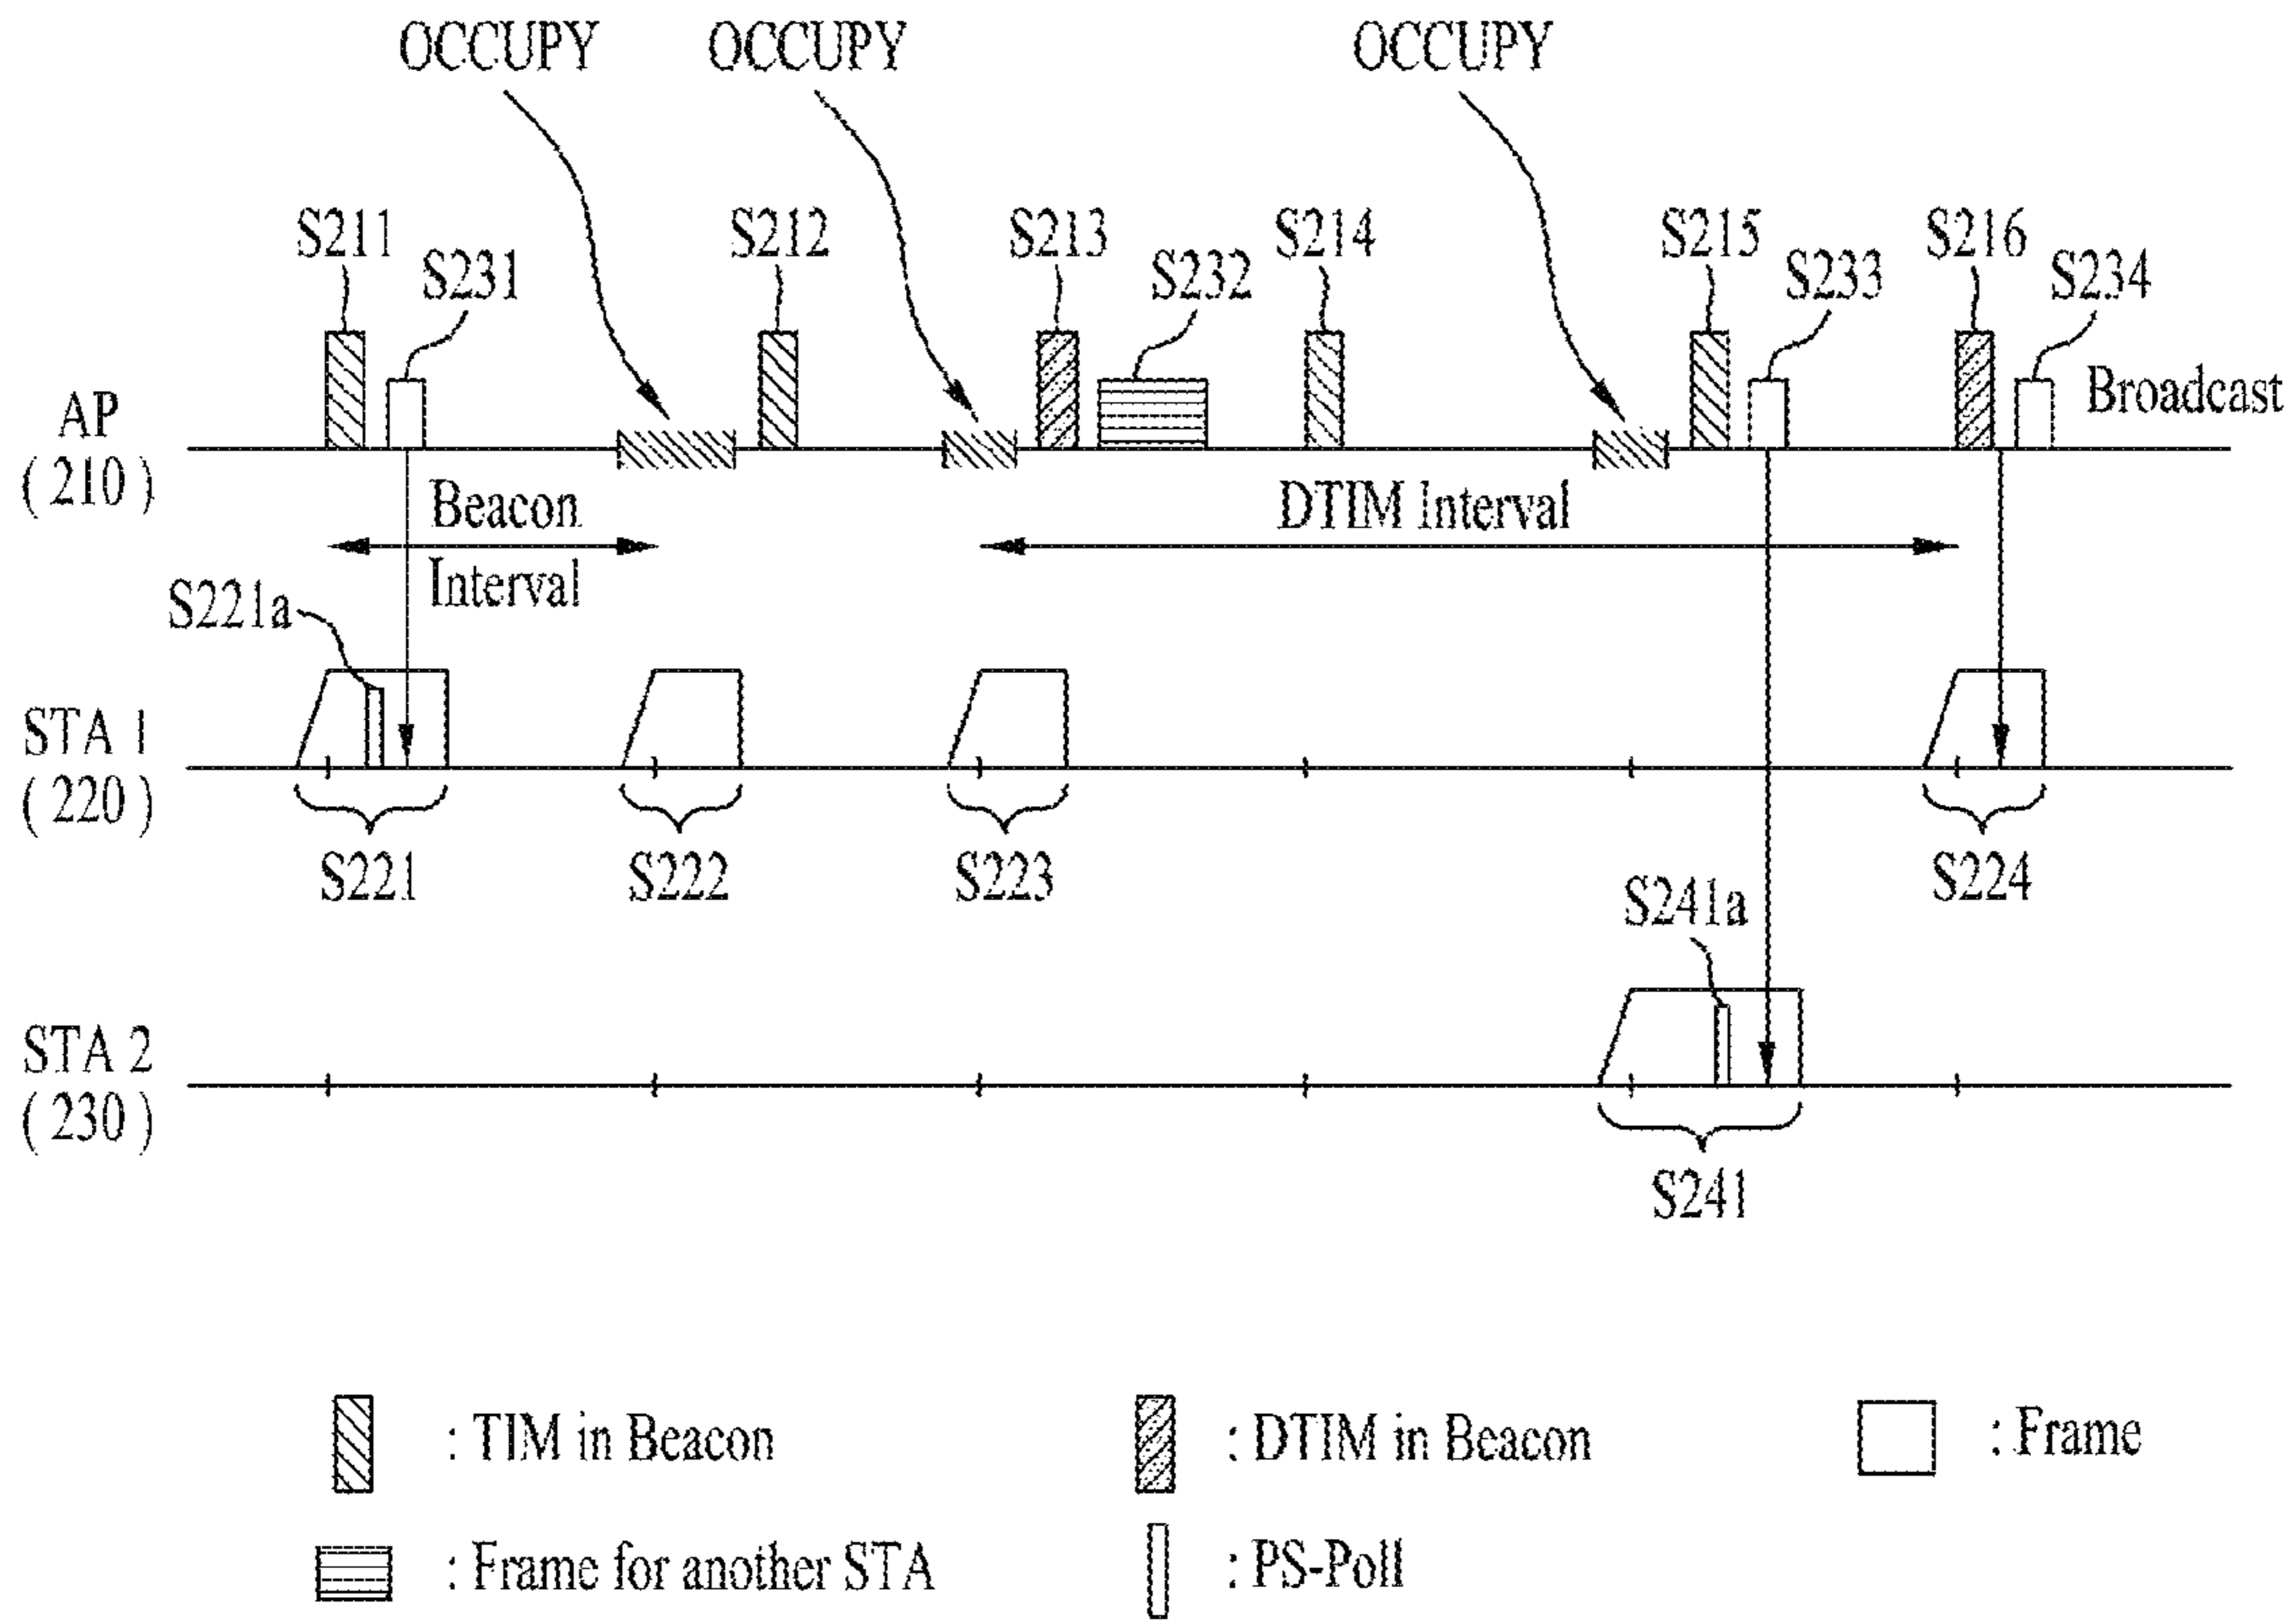 OCCUPY OCCUPY OCCUPY
S211 S212 S213 S214 S215 S216
S231 S232 S233 S234
AP
( 210 )
Broadcast
Beacon
Interval
DTIM Interval
S221a
STA 1
( 220 )
S221 S222 S223 S224
S241a
STA 2
( 230 )
S241
: TIM in Beacon
: DTIM in Beacon
: Frame
: Frame for another STA
: PS-Poll